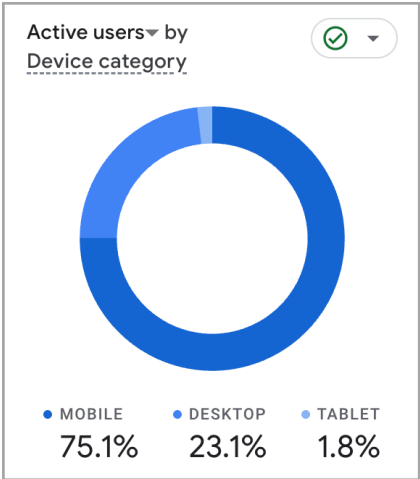 Active users by
Device category
MOBILE DESKTOP TABLET
75.1% 23.1% 1.8%